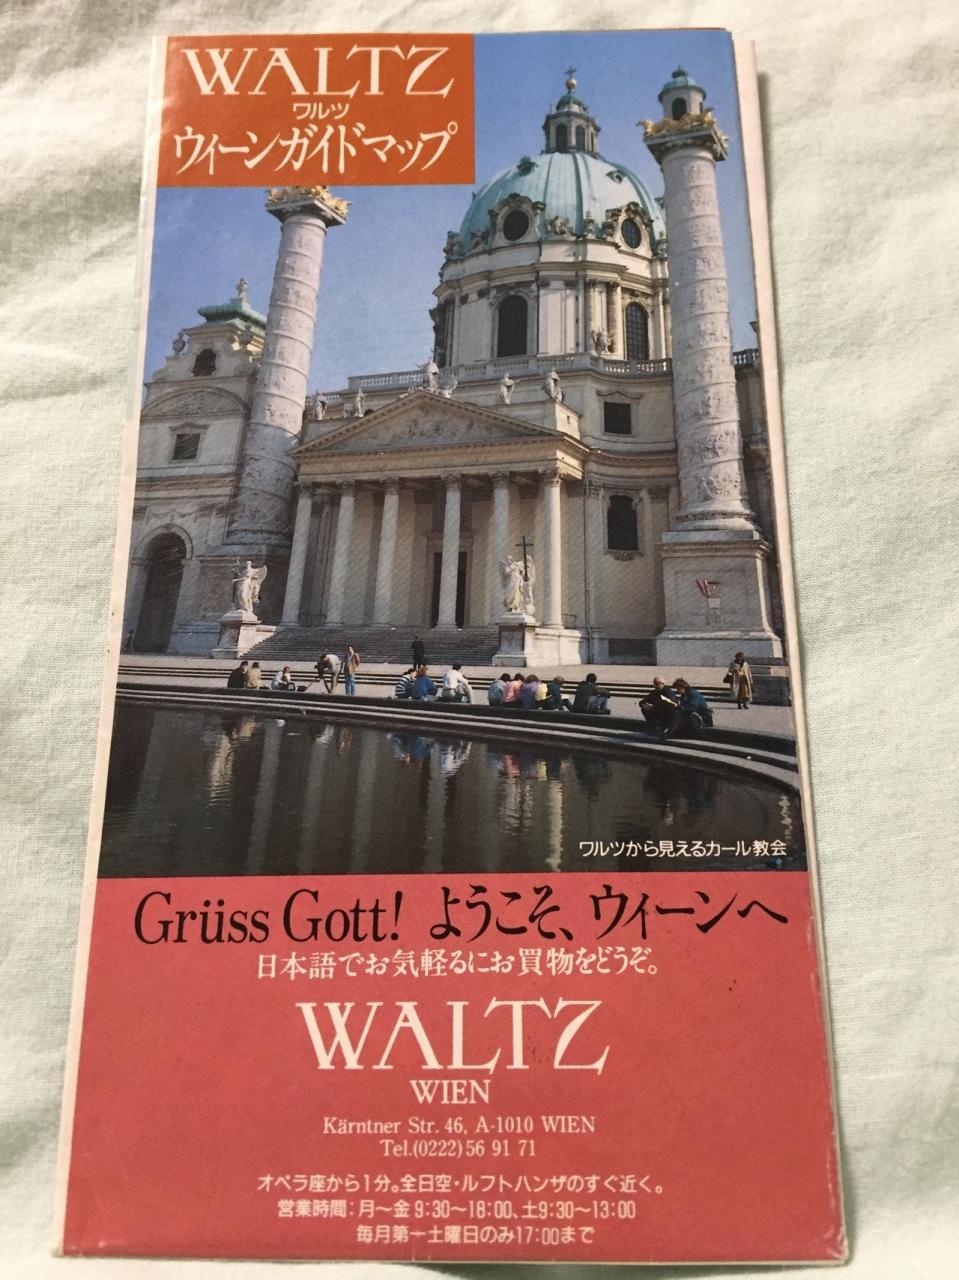 WALTZ
ワルツ
ウィーンガイドマップ
ワルツから見えるカール教会
Grüss Gott! ようこそ、ウィーンへ
日本語でお気軽るにお買物をどうぞ。
WALTZ
WIEN
Kärntner Str. 46, A-1010 WIEN
Tel.(0222)56 91 71
オペラ座から1分。全日空・ルフトハンザのすぐ近く。
営業時間：月〜金 9:30〜18:00、土9:30〜13:00
毎月第一土曜日のみ17:00まで